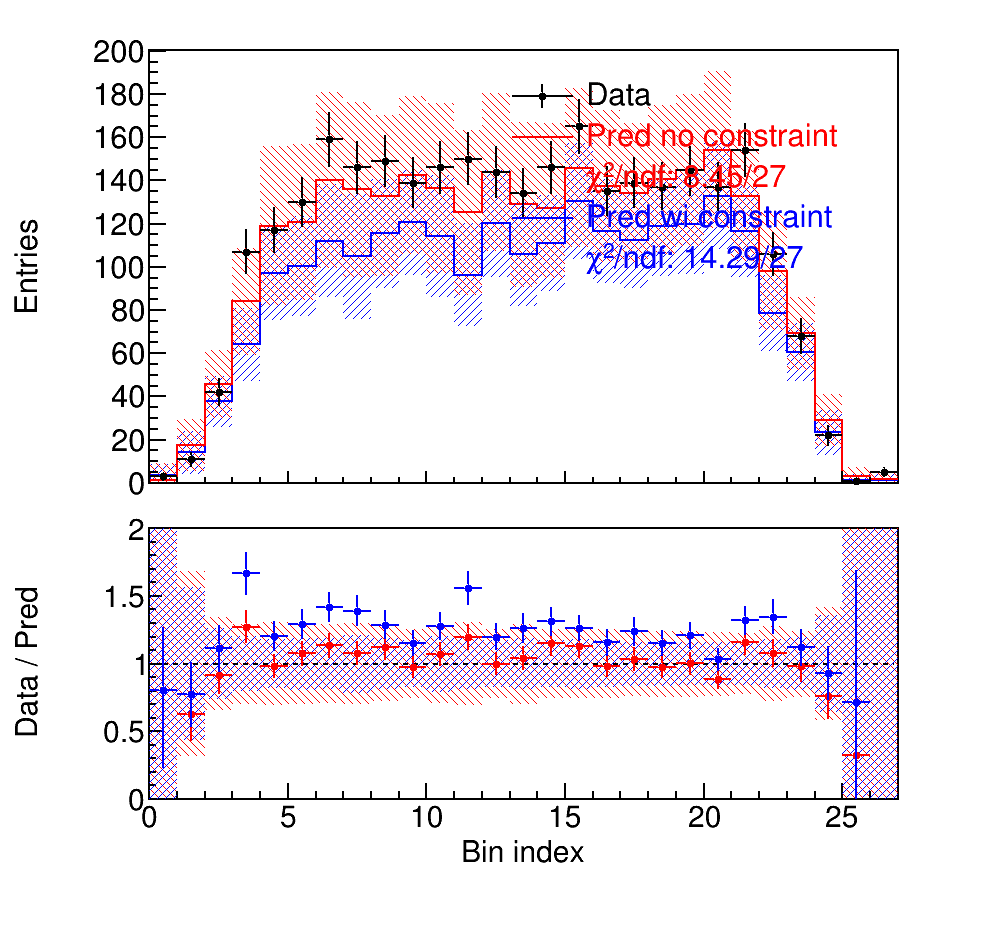 200
180
160
140
120
100
80
60
40
20
0
Entries
Data
Pred no constraint
χ²/ndf: 8.45/27
Pred wi constraint
χ²/ndf: 14.29/27
2
1.5
1
0.5
0
Data / Pred
0 5 10 15 20 25
Bin index